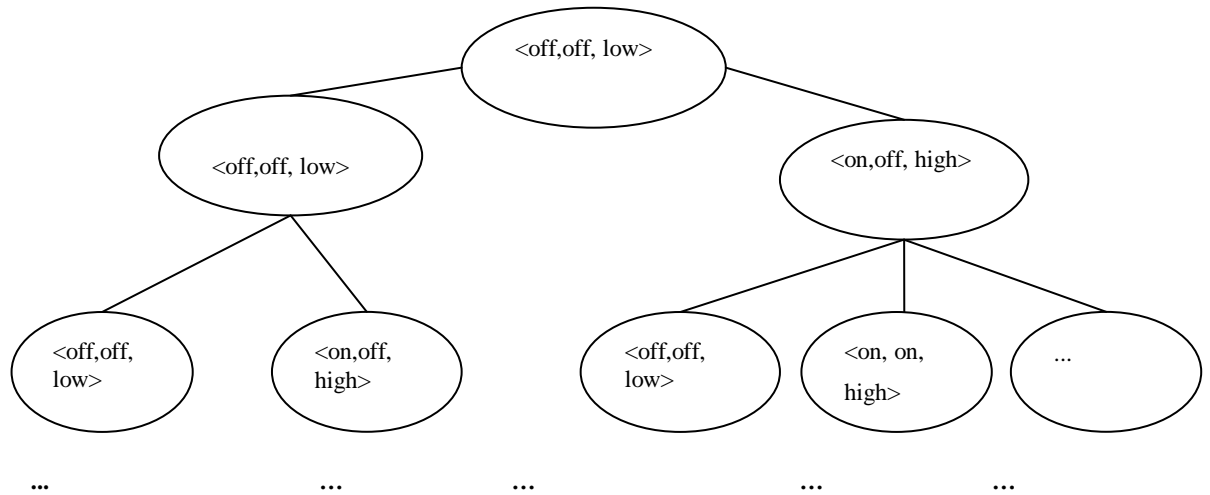 <off,off, low>
<off,off, low>
<on,off, high>
<off,off,
low>
<on,off,
high>
<off,off,
low>
<on, on,
high>
...
...
...
...
...
...